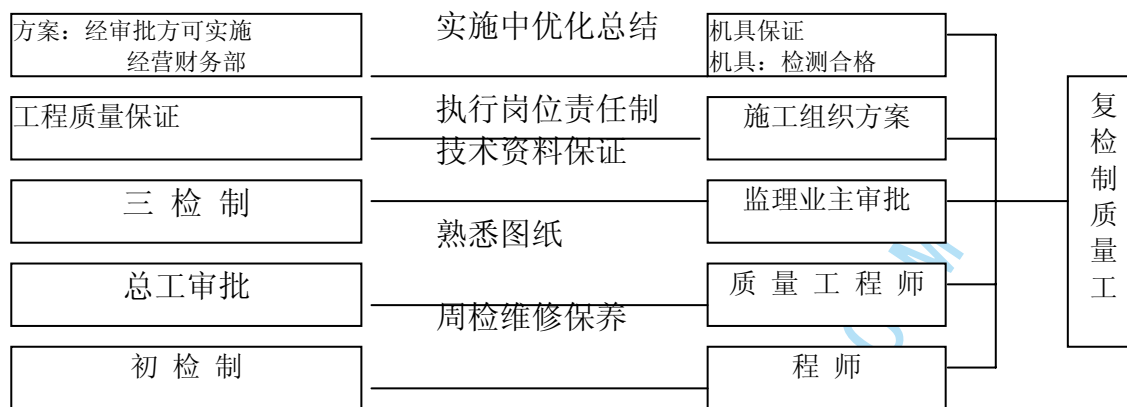 方案：经审批方可实施
经营财务部
实施中优化总结
机具保证
机具：检测合格
工程质量保证
执行岗位责任制
技术资料保证
施工组织方案
三 检 制
熟悉图纸
监理业主审批
总工审批
周检维修保养
质 量 工 程 师
初 检 制
程 师
复
检
制
质
量
工
O M